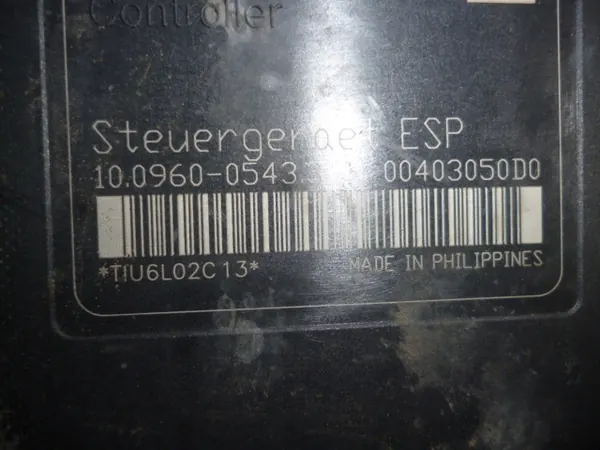 Controller
Steuergeraet ESP
10.0960-0543 00403050D0
*TIU6L02C13*
MADE IN PHILIPPINES